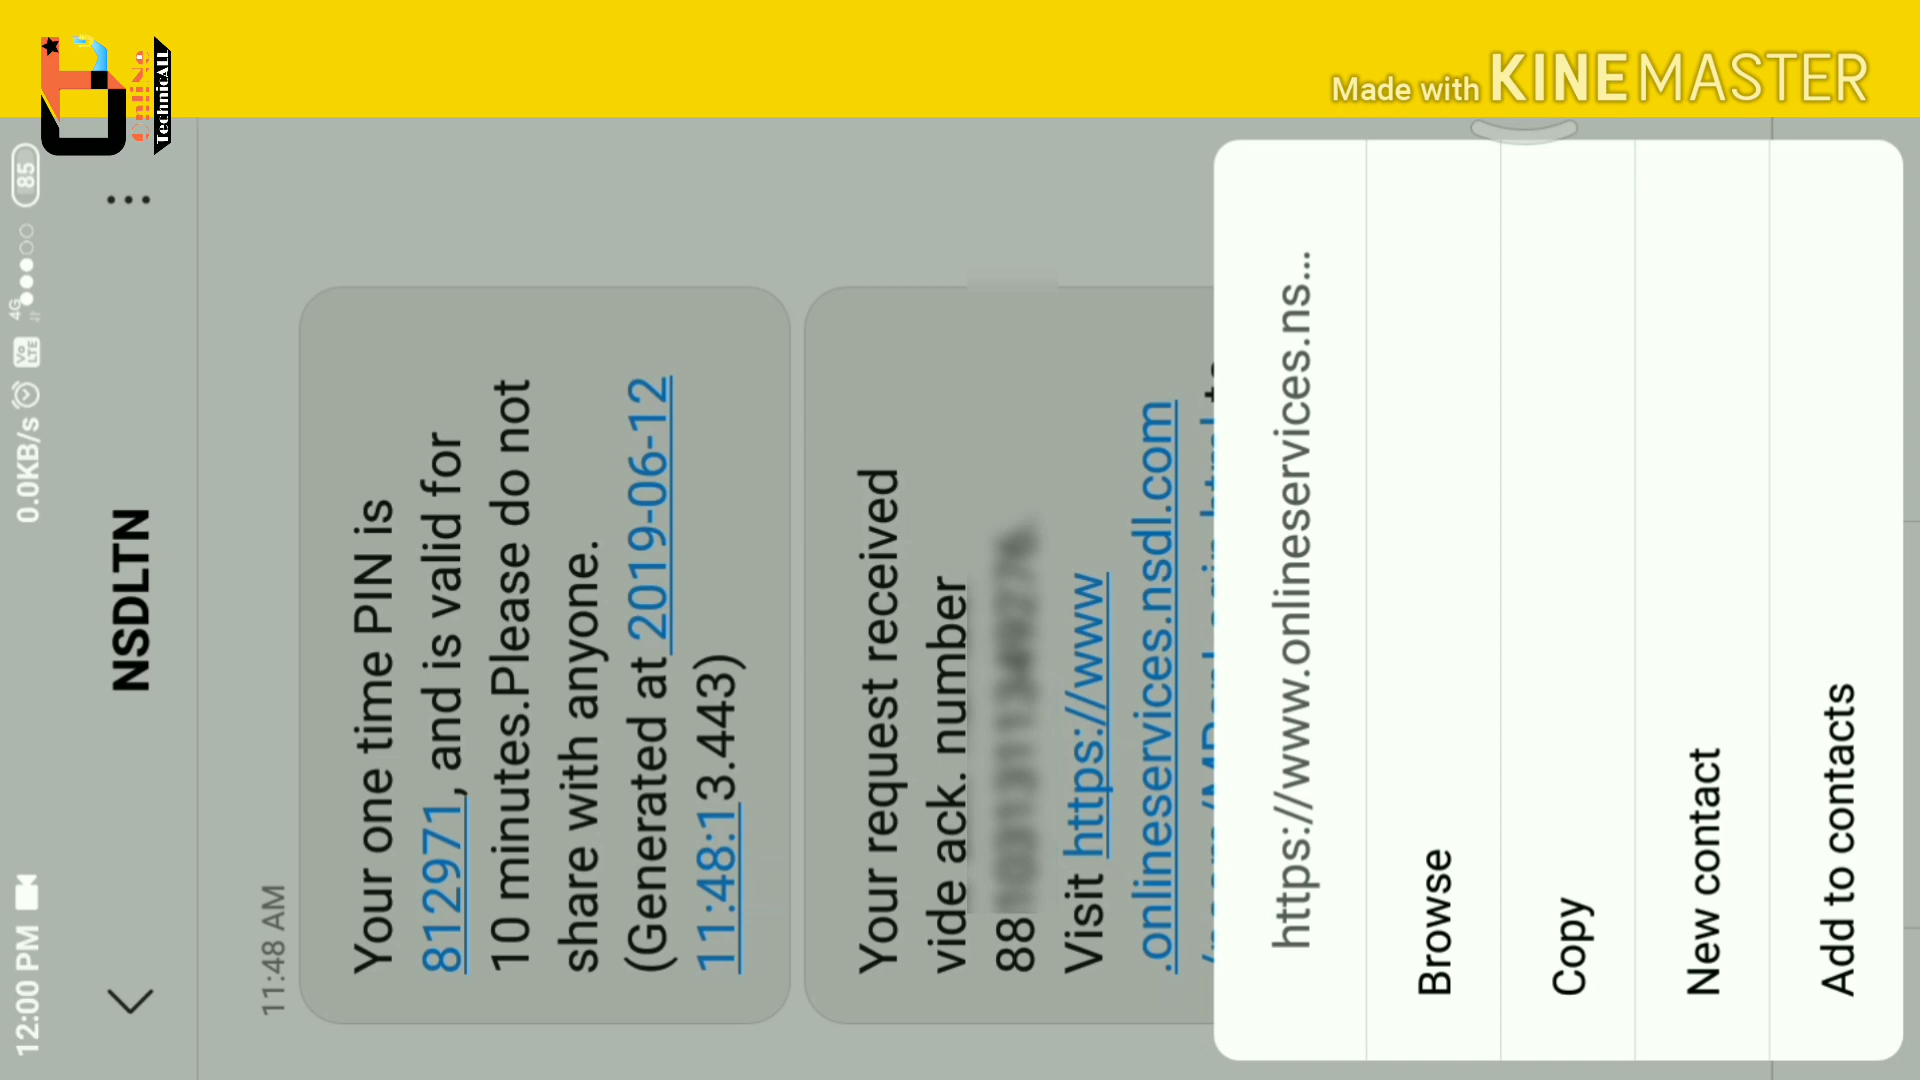 Made with KINEMASTER
OnliNe
TechnicAll
12:00 PM
0.0KB/s
Vo
LTE
4G
85
NSDLTN
11:48 AM
Your one time PIN is
812971, and is valid for
10 minutes.Please do not
share with anyone.
(Generated at 2019-06-12
11:48:13.443)
Your request received
vide ack. number
88
Visit https://www
.onlineservices.nsdl.com
https://www.onlineservices.ns...
Browse
Copy
New contact
Add to contacts